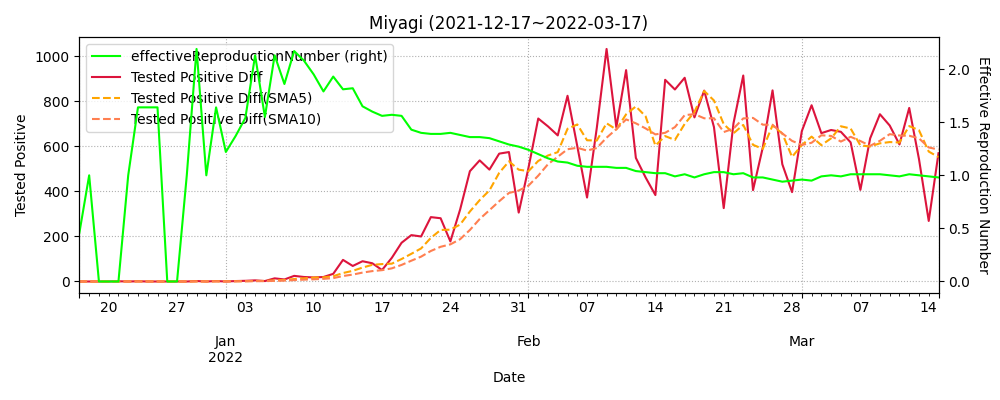 Miyagi (2021-12-17~2022-03-17)
effectiveReproductionNumber (right)
Tested Positive Diff
Tested Positive Diff(SMA5)
Tested Positive Diff(SMA10)
Tested Positive
1000
800
600
400
200
0
Effective Reproduction Number
2.0
1.5
1.0
0.5
0.0
20 27 03 10 17 24 31 07 14 21 28 07 14
Jan Feb Mar
2022
Date